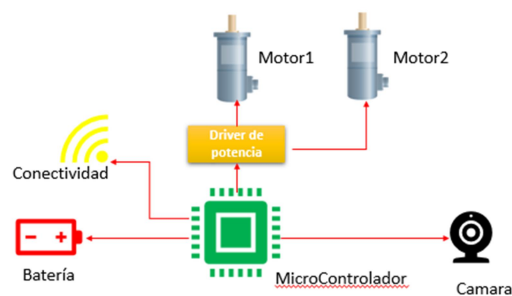 Motor1
Motor2
Driver de
potencia
Conectividad
Batería
MicroControlador
Camara